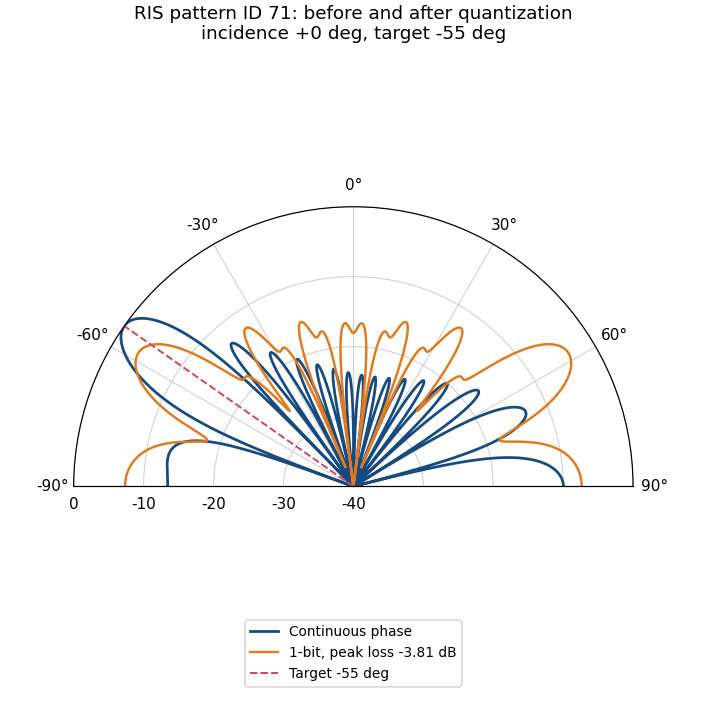 RIS pattern ID 71: before and after quantization
incidence +0 deg, target -55 deg
0°
-30°
30°
-60°
60°
-90°
90°
0
-10
-20
-30
-40
Continuous phase
1-bit, peak loss -3.81 dB
Target -55 deg